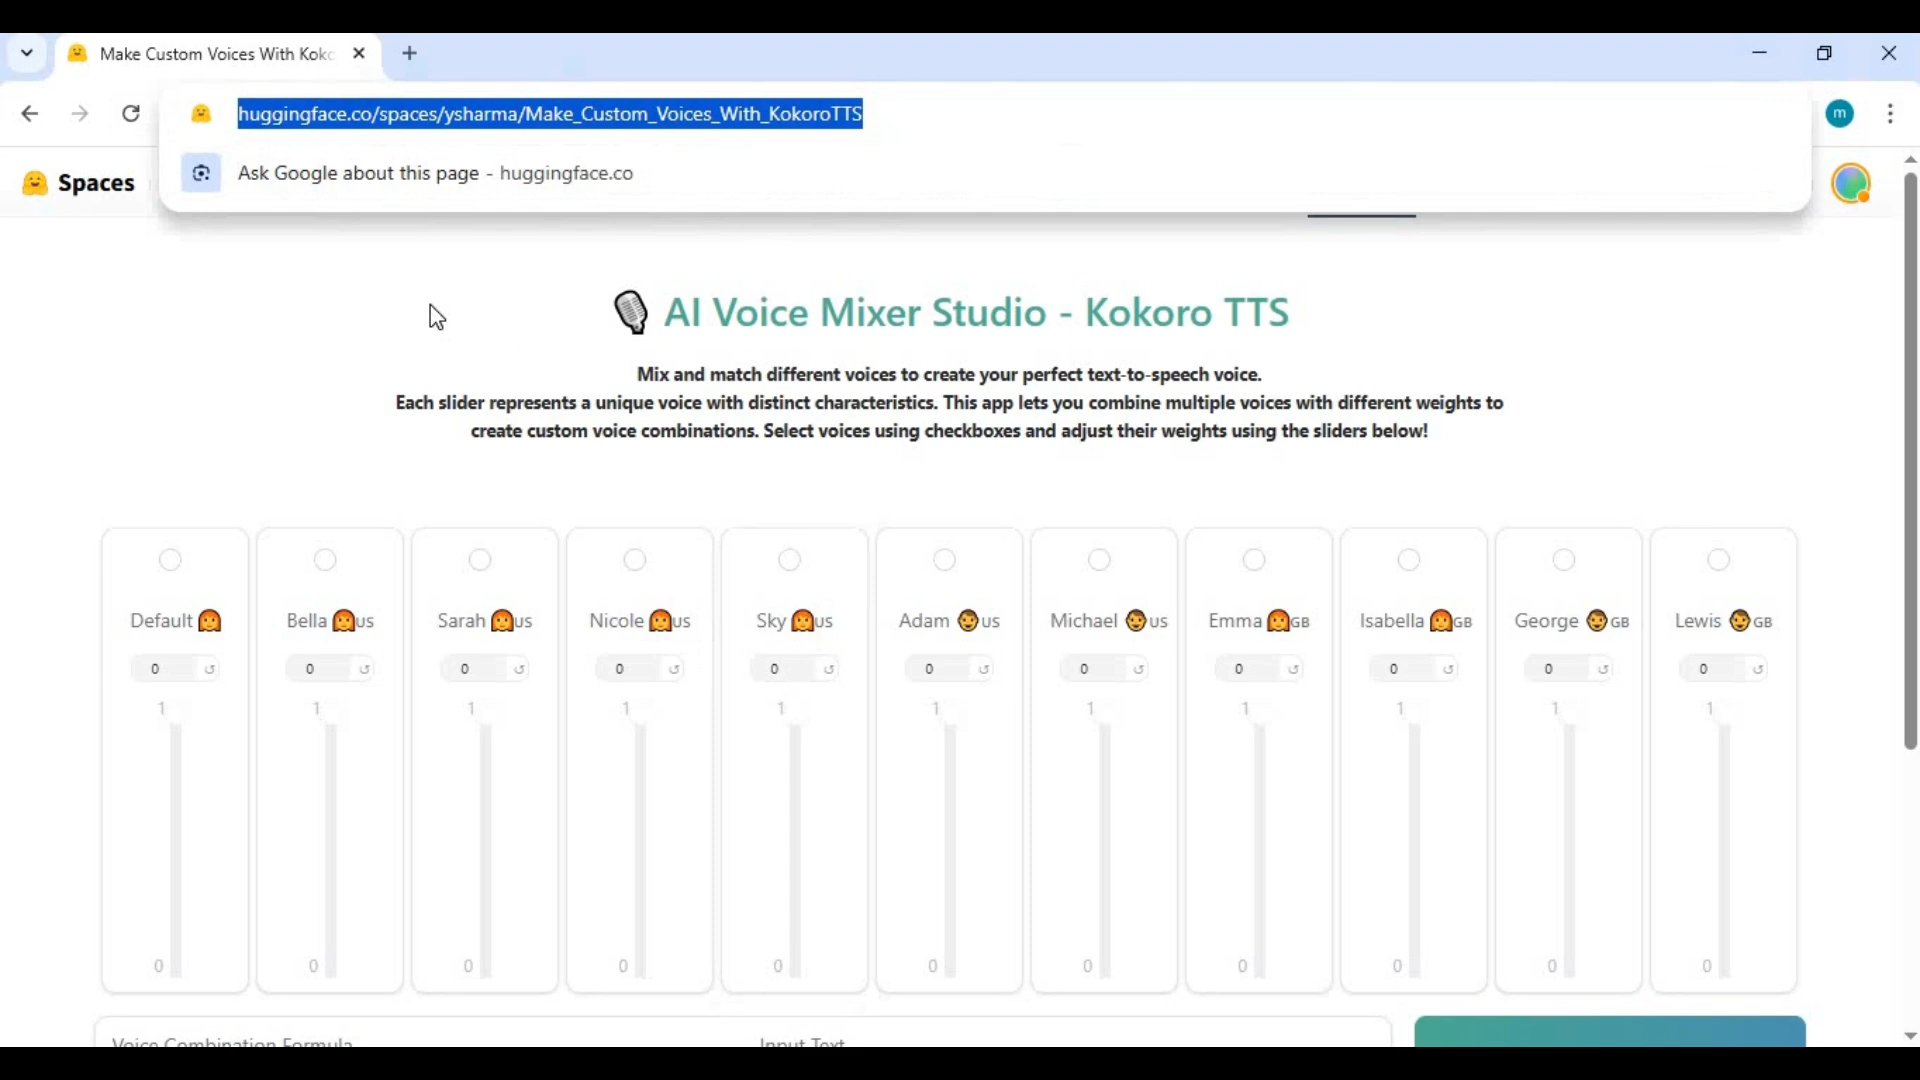 Make Custom Voices With Koko
huggingface.co/spaces/ysharma/Make_Custom_Voices_With_KokoroTTS
m
Ask Google about this page - huggingface.co
Spaces
AI Voice Mixer Studio - Kokoro TTS
Mix and match different voices to create your perfect text-to-speech voice.
Each slider represents a unique voice with distinct characteristics. This app lets you combine multiple voices with different weights to
create custom voice combinations. Select voices using checkboxes and adjust their weights using the sliders below!
Default Bella US Sarah US Nicole US Sky US Adam US Michael US Emma GB Isabella GB George GB Lewis GB
0 0 0 0 0 0 0 0 0 0 0
1 1 1 1 1 1 1 1 1 1 1
0 0 0 0 0 0 0 0 0 0 0
Voice Combination Formula Input Text